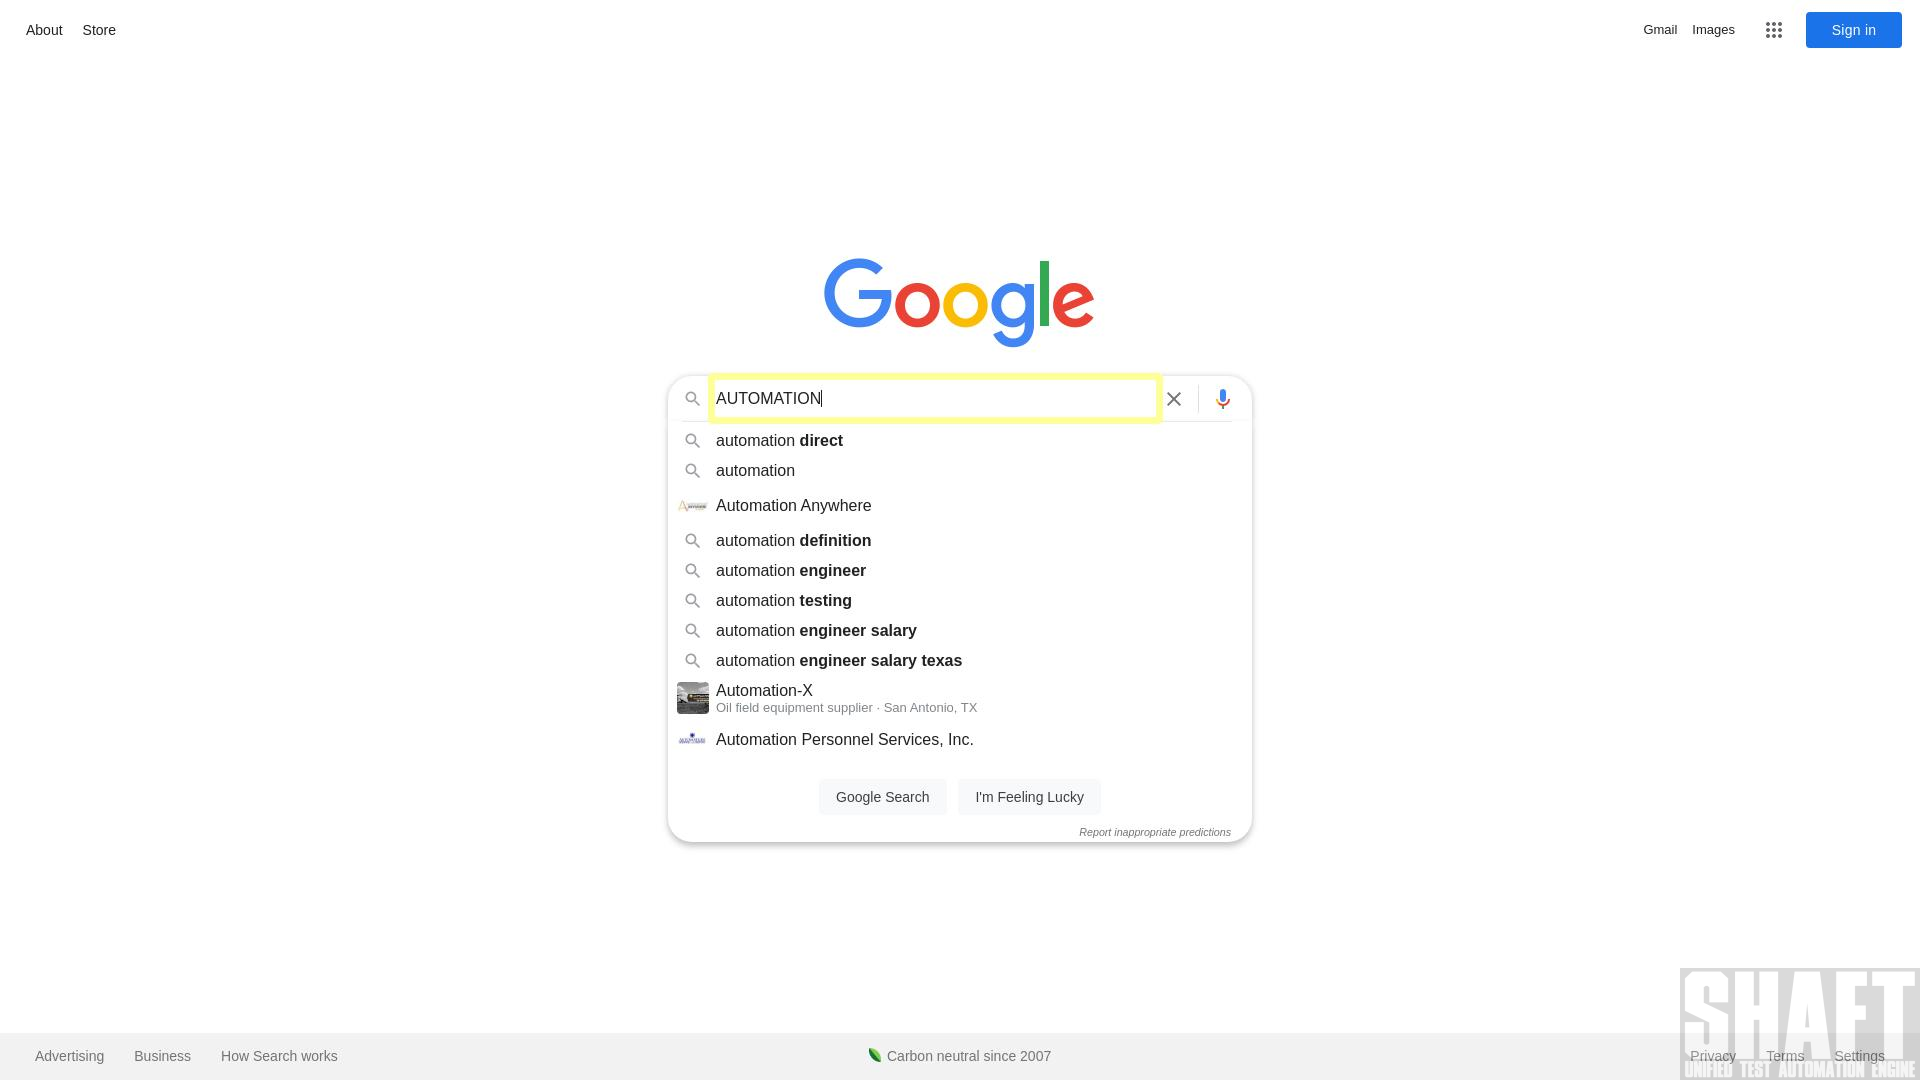 About Store
Gmail Images Sign in
Google
AUTOMATION
automation direct
automation
Automation Anywhere
automation definition
automation engineer
automation testing
automation engineer salary
automation engineer salary texas
Automation-X
Oil field equipment supplier · San Antonio, TX
Automation Personnel Services, Inc.
Google Search I'm Feeling Lucky
Report inappropriate predictions
SHAFT
Advertising Business How Search works Carbon neutral since 2007 Privacy Terms Settings
UNIFIED TEST AUTOMATION ENGINE